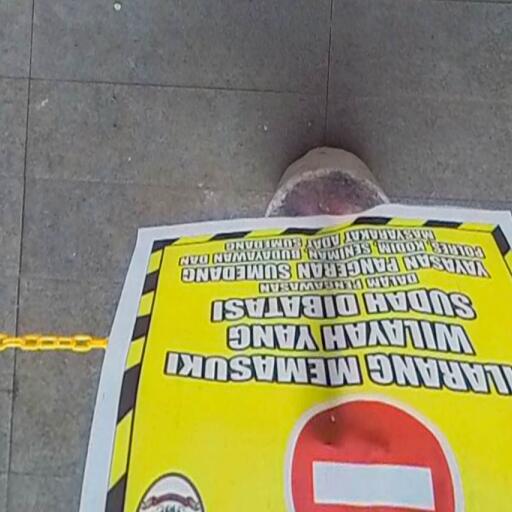 ILARANG MEMASUKI
WILAYAH YANG
SUDAH DIBATASI
DALAM PENGAWASAN
YAYASAN PANGERAN SUMEDANG
POLRES, KODIM, SENIMAN, BUDAYAWAN DAN
MASYARAKAT ADAT SUMEDANG